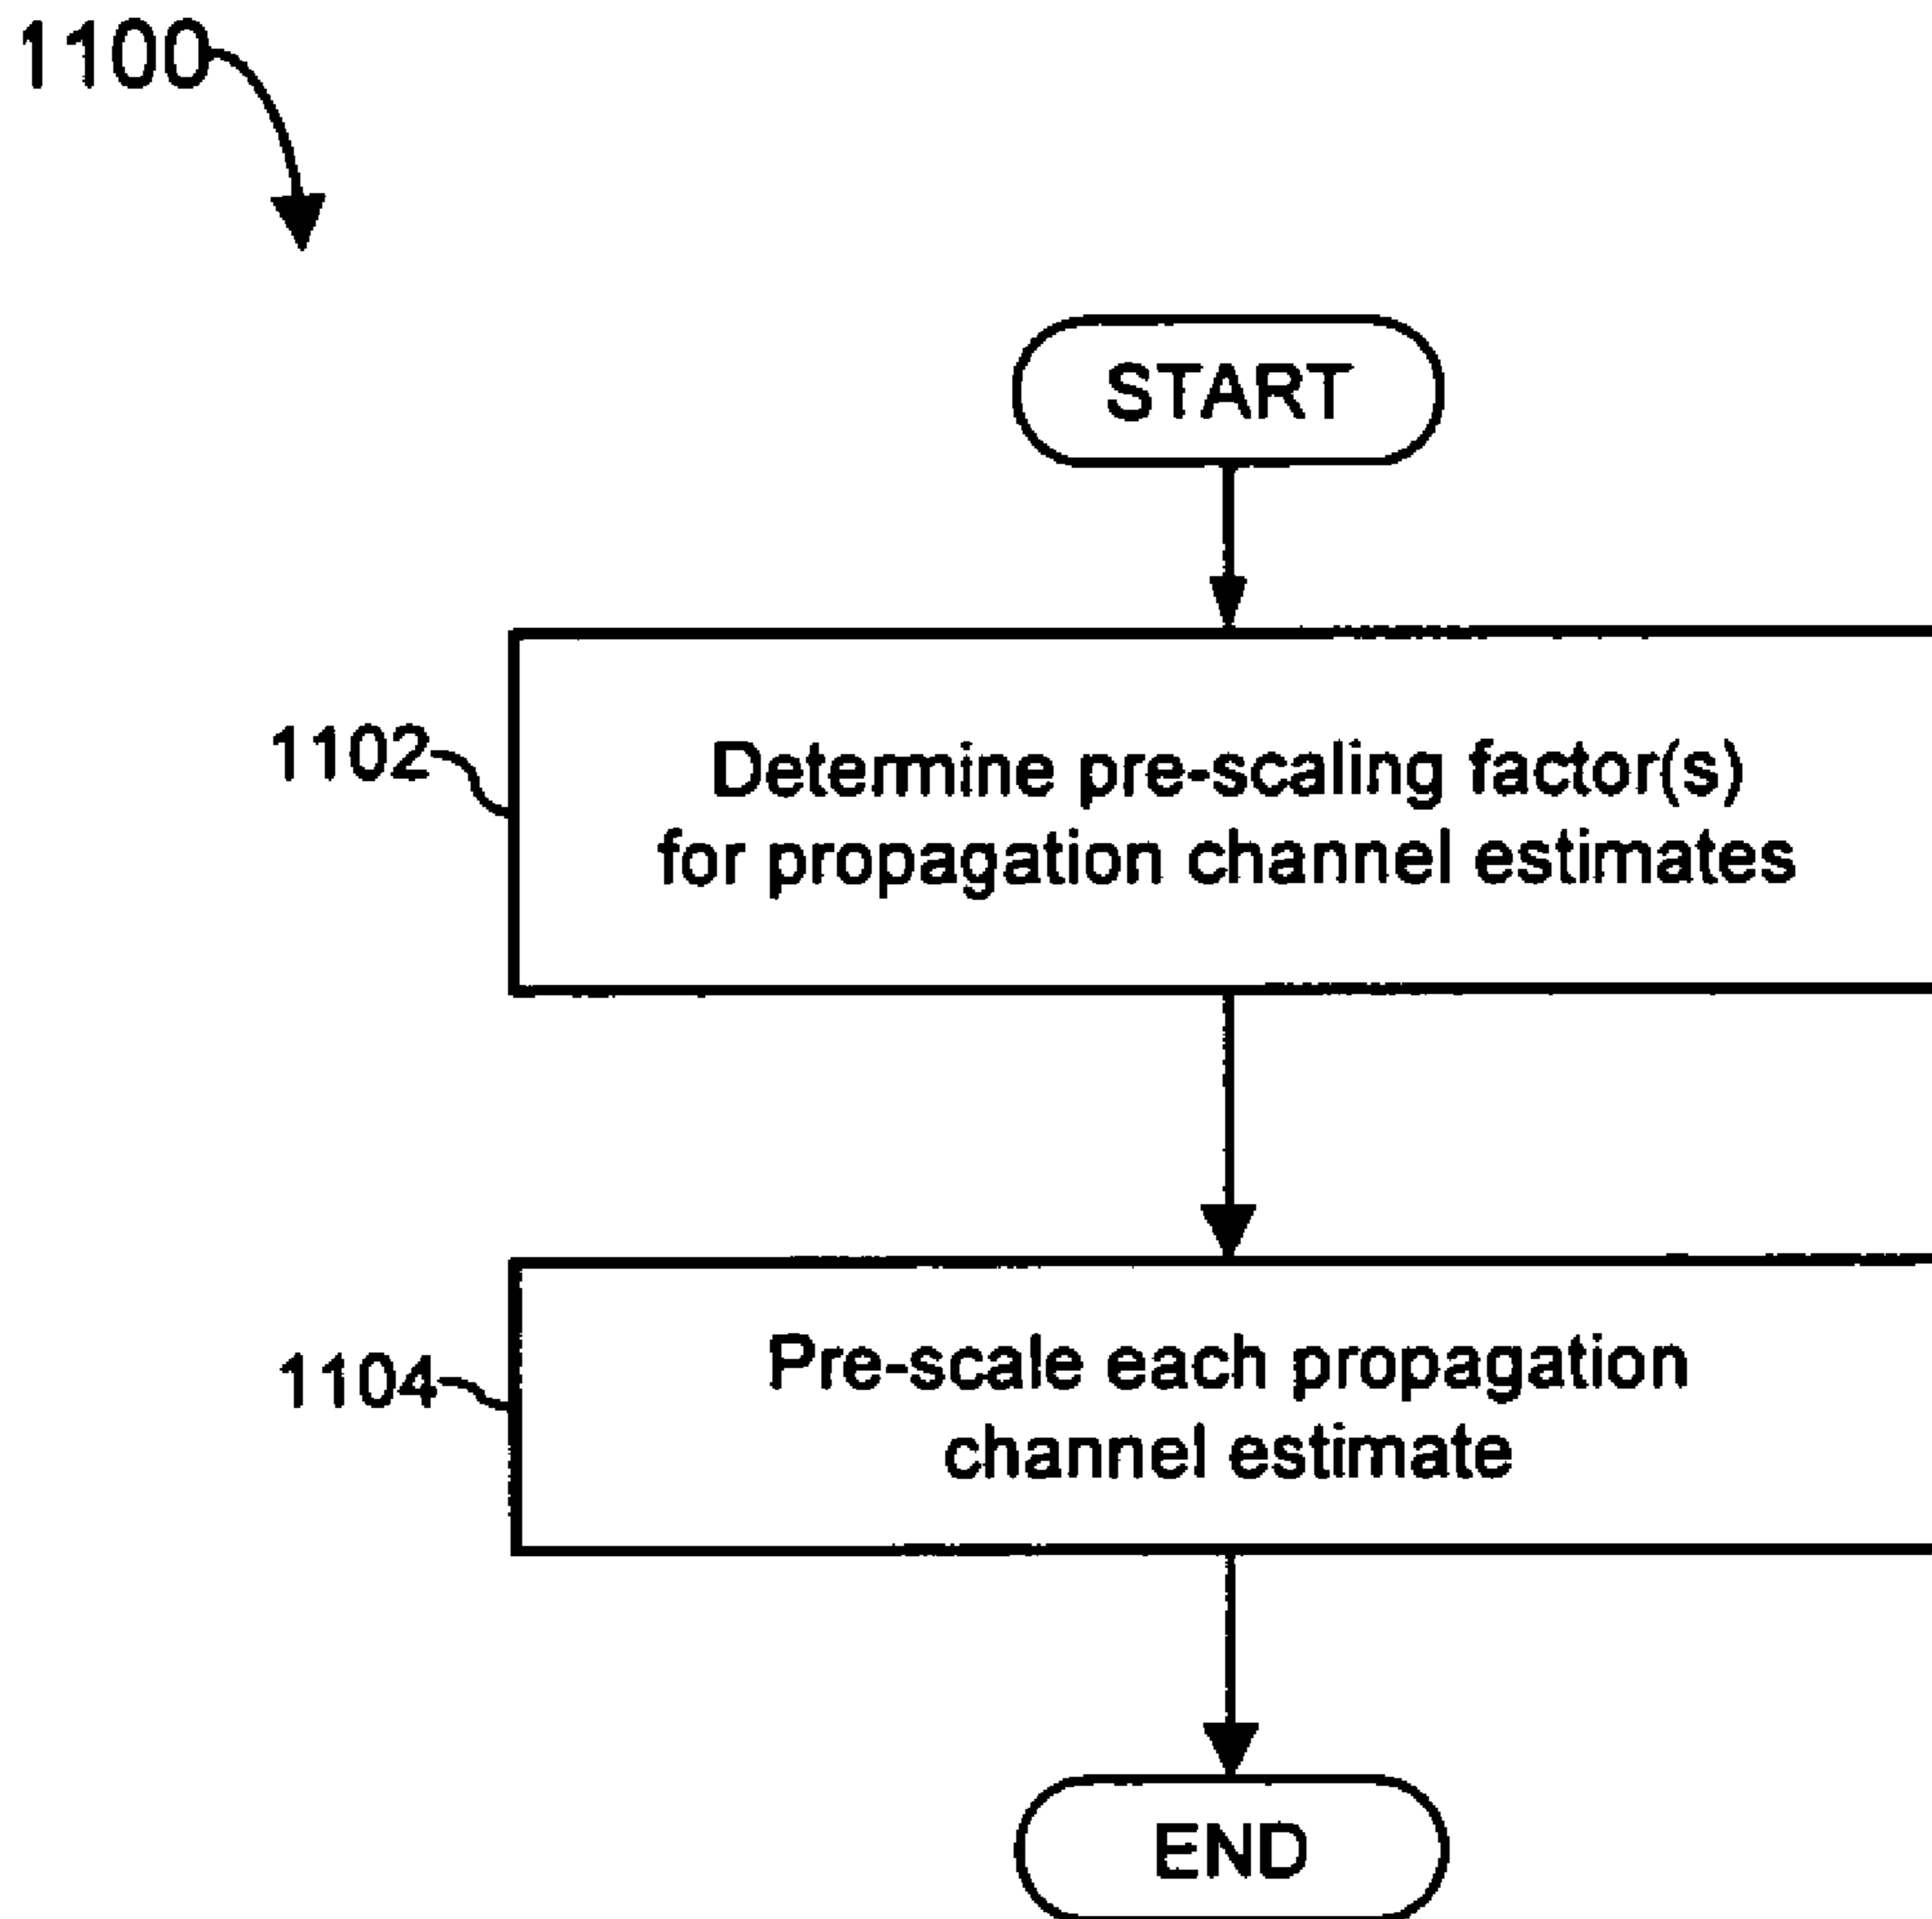 1100
START
1102
Determine pre-scaling factor(s)
for propagation channel estimates
1104
Pre-scale each propagation
channel estimate
END